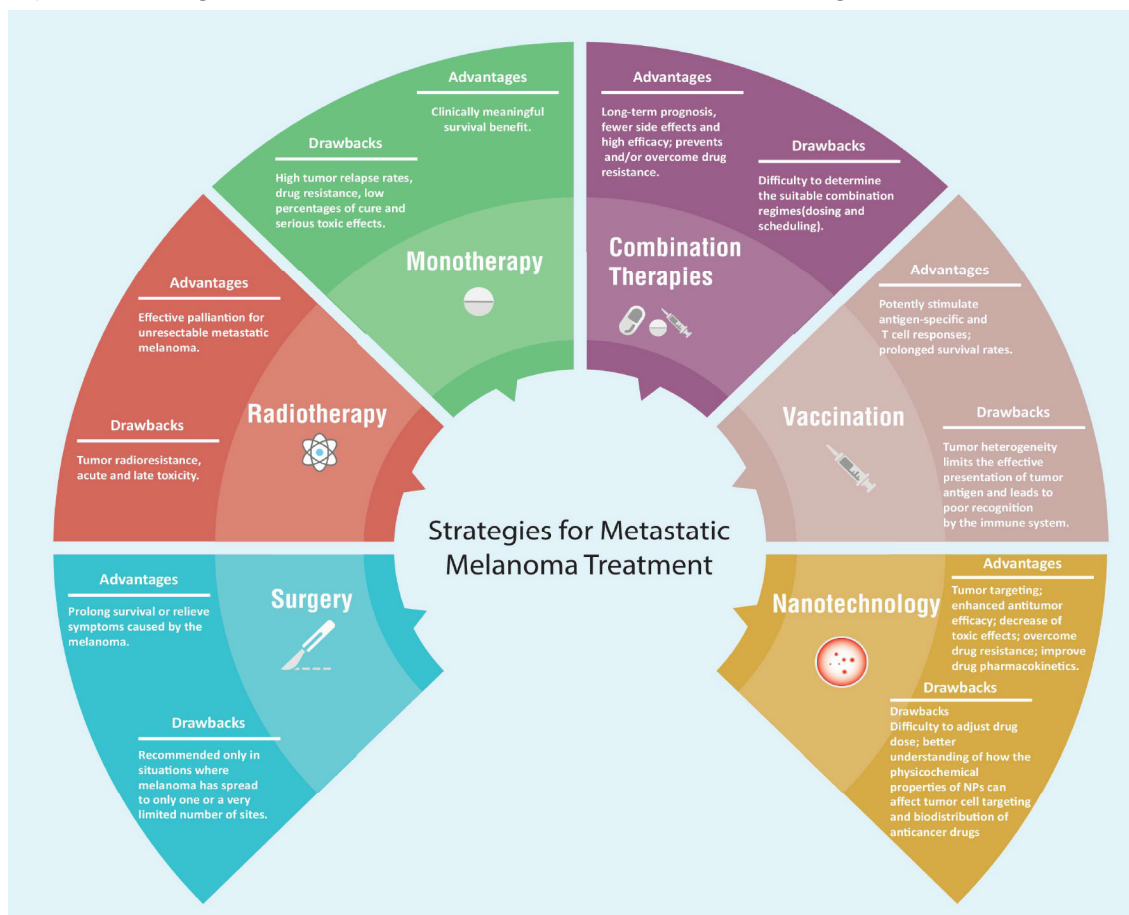 Strategies for Metastatic
Melanoma Treatment
Surgery
Advantages
Prolong survival or relieve
symptoms caused by the
melanoma.
Drawbacks
Recommended only in
situations where
melanoma has spread
to only one or a very
limited number of sites.
Radiotherapy
Advantages
Effective palliantion for
unresectable metastatic
melanoma.
Drawbacks
Tumor radioresistance,
acute and late toxicity.
Monotherapy
Advantages
Clinically meaningful
survival benefit.
Drawbacks
High tumor relapse rates,
drug resistance, low
percentages of cure and
serious toxic effects.
Combination
Therapies
Advantages
Long-term prognosis,
fewer side effects and
high efficacy; prevents
and/or overcome drug
resistance.
Drawbacks
Difficulty to determine
the suitable combination
regimes(dosing and
scheduling).
Vaccination
Advantages
Potently stimulate
antigen-specific and
T cell responses;
prolonged survival rates.
Drawbacks
Tumor heterogeneity
limits the effective
presentation of tumor
antigen and leads to
poor recognition
by the immune system.
Nanotechnology
Advantages
Tumor targeting;
enhanced antitumor
efficacy; decrease of
toxic effects; overcome
drug resistance; improve
drug pharmacokinetics.
Drawbacks
Drawbacks
Difficulty to adjust drug
dose; better
understanding of how the
physicochemical
properties of NPs can
affect tumor cell targeting
and biodistribution of
anticancer drugs